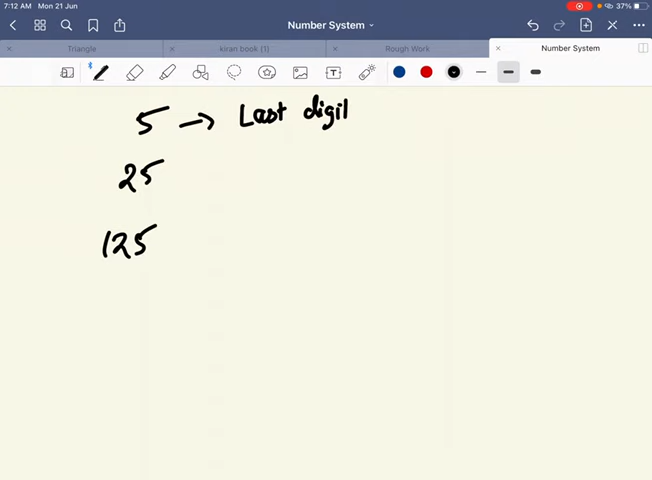 7:12 AM Mon 21 Jun
37%
Number System
Triangle
kiran book (1)
Rough Work
Number System
T
5 → Last digil
25
125